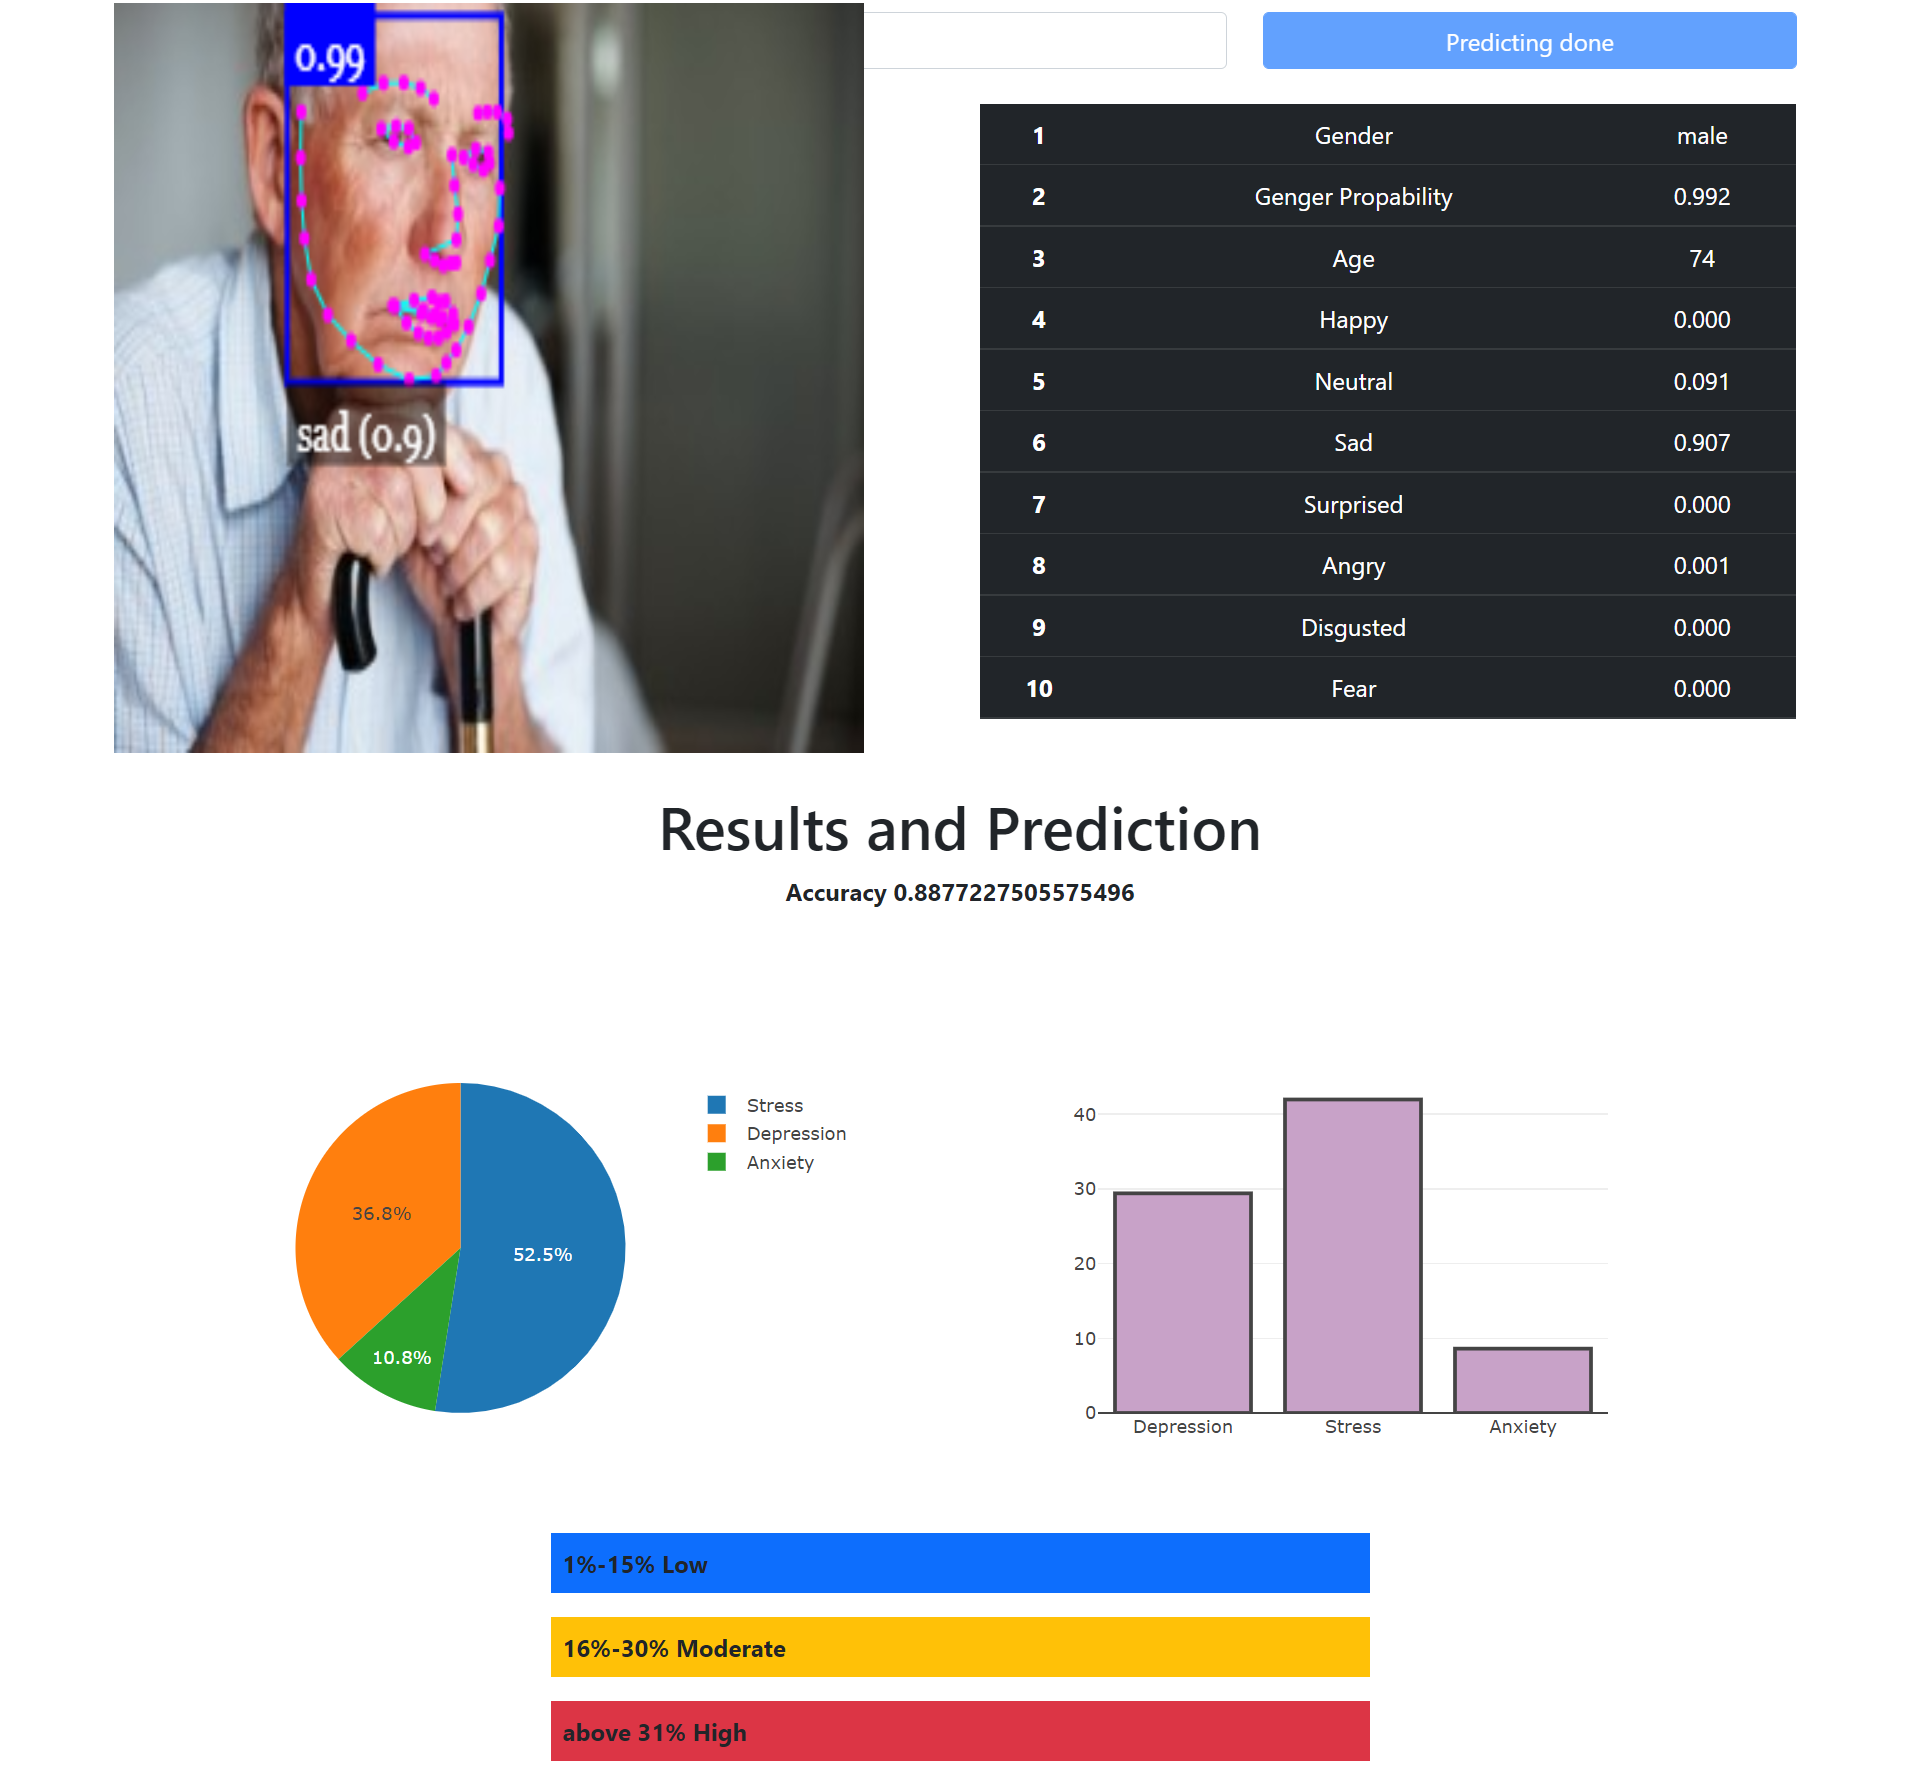 0.99
sad (0.9)
Predicting done
1 Gender male
2 Genger Propability 0.992
3 Age 74
4 Happy 0.000
5 Neutral 0.091
6 Sad 0.907
7 Surprised 0.000
8 Angry 0.001
9 Disgusted 0.000
10 Fear 0.000
Results and Prediction
Accuracy 0.8877227505575496
36.8%
52.5%
10.8%
Stress
Depression
Anxiety
40
30
20
10
0
Depression Stress Anxiety
1%-15% Low
16%-30% Moderate
above 31% High